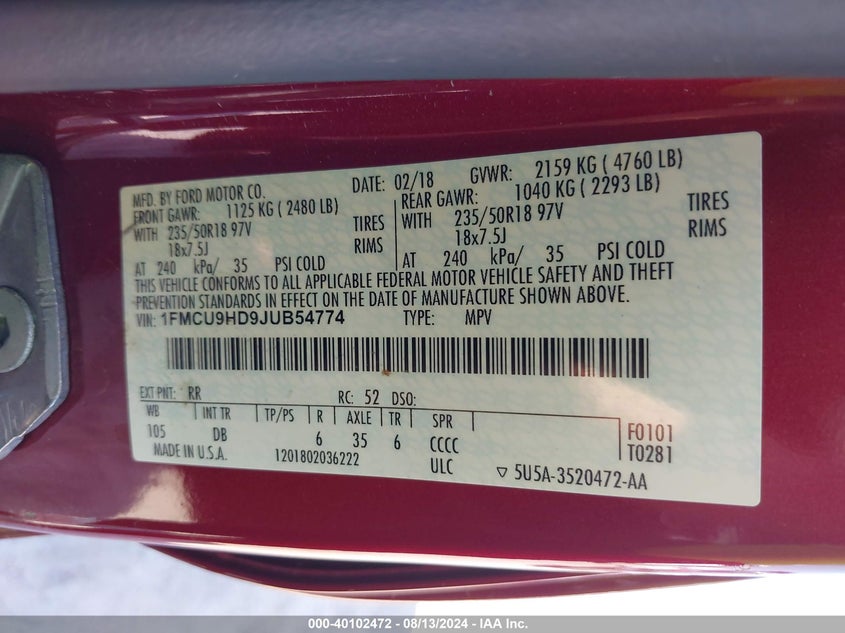 MFD. BY FORD MOTOR CO. DATE: 02/18 GVWR: 2159 KG ( 4760 LB)
FRONT GAWR: 1125 KG ( 2480 LB) REAR GAWR: 1040 KG ( 2293 LB)
WITH 235/50R18 97V TIRES WITH 235/50R18 97V TIRES
18x7.5J RIMS 18x7.5J RIMS
AT 240 kPa/ 35 PSI COLD AT 240 kPa/ 35 PSI COLD
THIS VEHICLE CONFORMS TO ALL APPLICABLE FEDERAL MOTOR VEHICLE SAFETY AND THEFT
PREVENTION STANDARDS IN EFFECT ON THE DATE OF MANUFACTURE SHOWN ABOVE.
VIN: 1FMCU9HD9JUB54774 TYPE: MPV
EXT PNT: RR RC: 52 DSO:
WB INT TR TP/PS R AXLE TR SPR
105 DB 6 35 6 CCCC F0101
MADE IN U.S.A. 1201802036222 ULC T0281
▽ 5U5A-3520472-AA
000-40102472 - 08/13/2024 - IAA Inc.